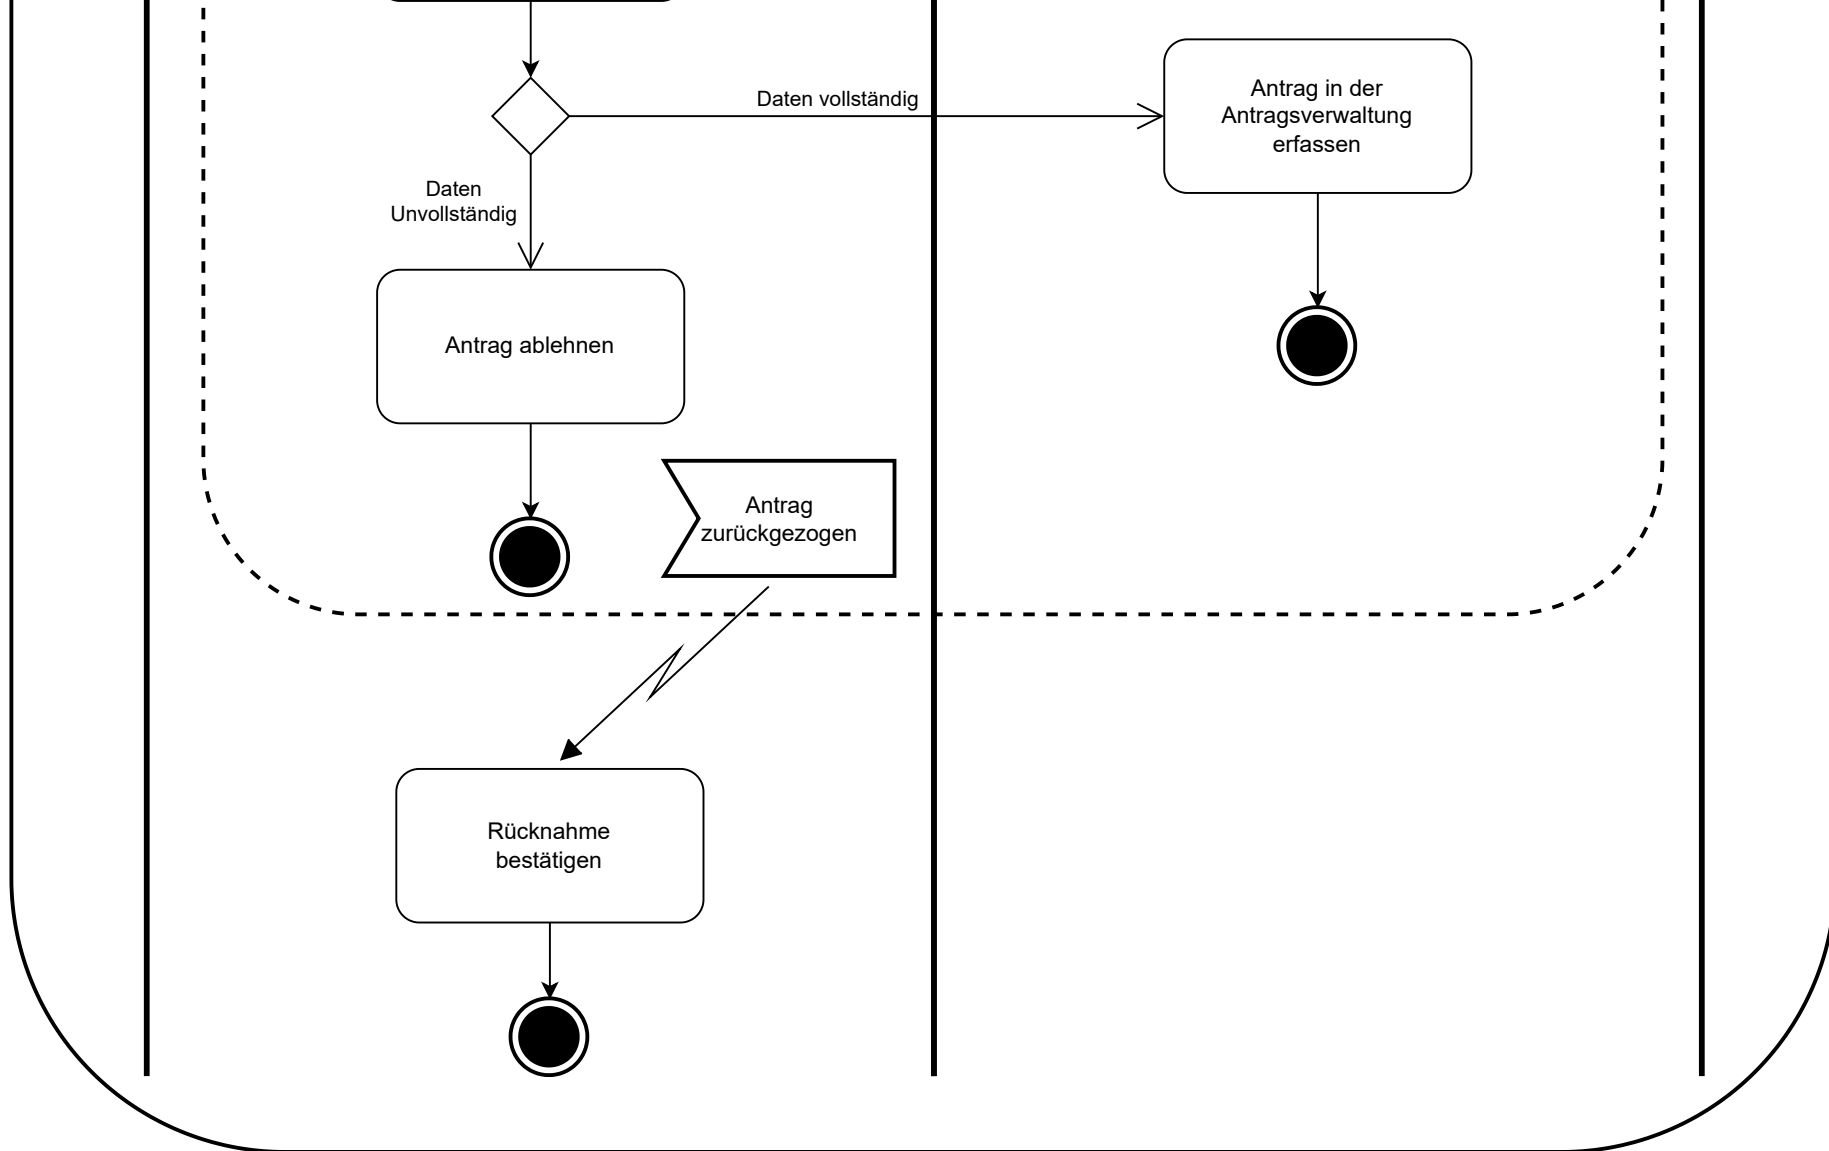 Daten vollständig
Antrag in der
Antragsverwaltung
erfassen
Daten
Unvollständig
Antrag ablehnen
Antrag
zurückgezogen
Rücknahme
bestätigen